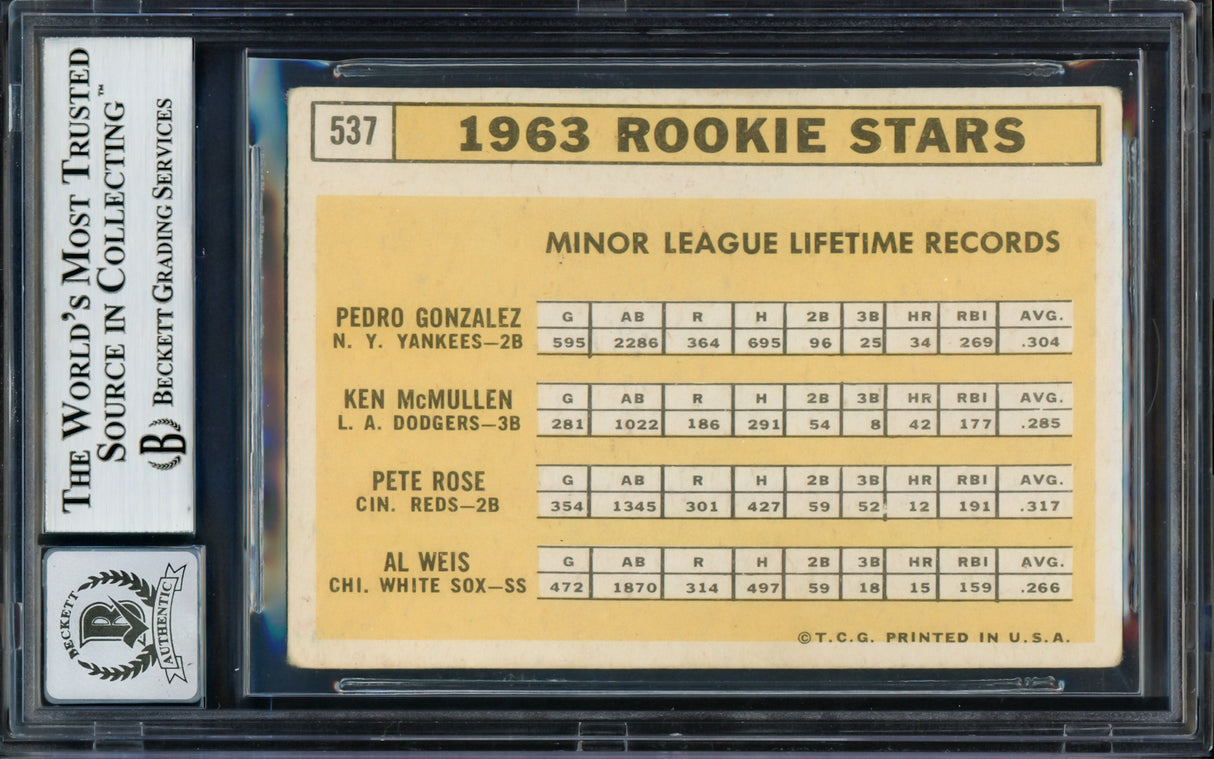 THE WORLD'S MOST TRUSTED
SOURCE IN COLLECTING™
B BECKETT GRADING SERVICES
BECKETT
B
AUTHENTIC
537
1963 ROOKIE STARS
MINOR LEAGUE LIFETIME RECORDS
PEDRO GONZALEZ G AB R H 2B 3B HR RBI AVG.
N. Y. YANKEES—2B 595 2286 364 695 96 25 34 269 .304
KEN McMULLEN G AB R H 2B 3B HR RBI AVG.
L. A. DODGERS—3B 281 1022 186 291 54 8 42 177 .285
PETE ROSE G AB R H 2B 3B HR RBI AVG.
CIN. REDS—2B 354 1345 301 427 59 52 12 191 .317
AL WEIS G AB R H 2B 3B HR RBI AVG.
CHI. WHITE SOX—SS 472 1870 314 497 59 18 15 159 .266
©T.C.G. PRINTED IN U.S.A.